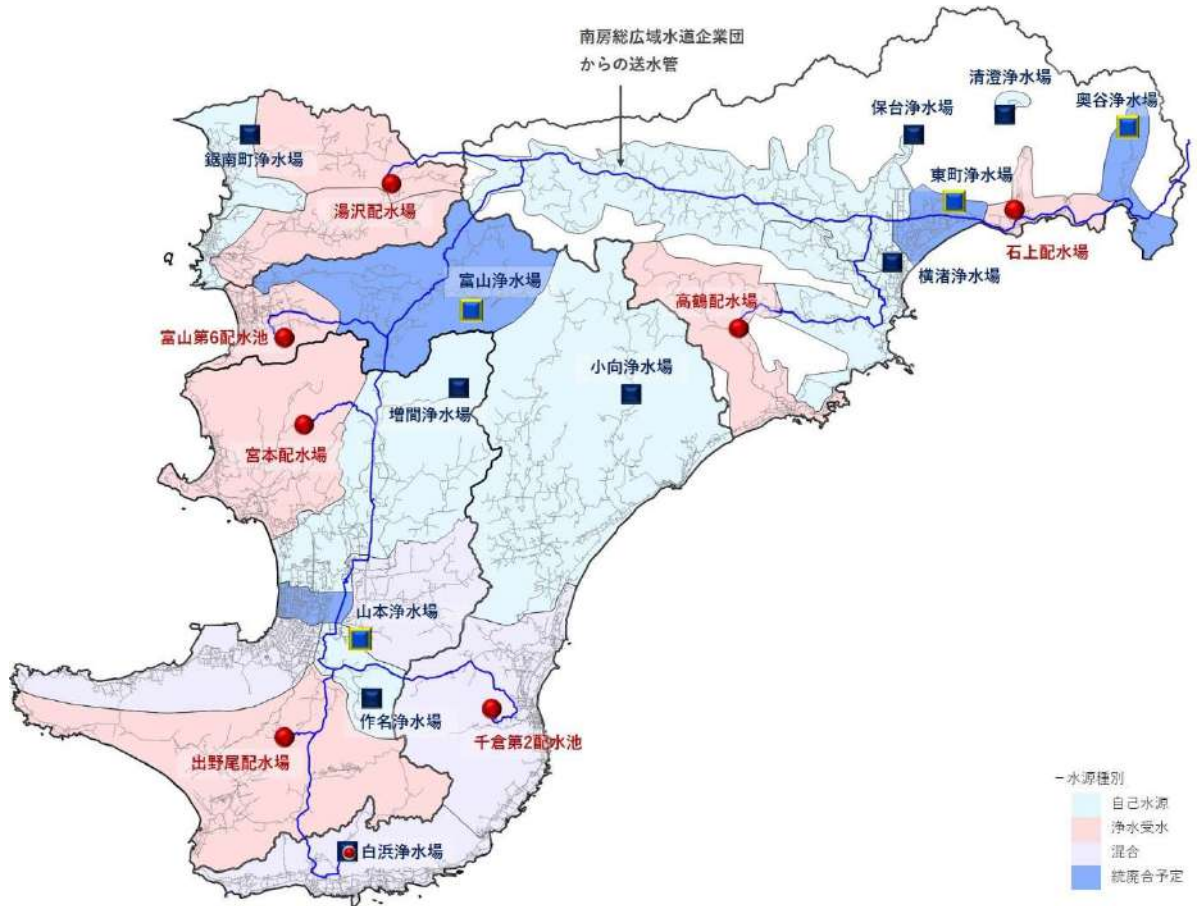 南房総広域水道企業団
からの送水管
清澄浄水場
保台浄水場
奥谷浄水場
鋸南町浄水場
東町浄水場
湯沢配水場
石上配水場
横渚浄水場
富山浄水場
高鶴配水場
富山第6配水池
小向浄水場
増間浄水場
宮本配水場
山本浄水場
作名浄水場
千倉第2配水池
出野尾配水場
白浜浄水場
水源種別
自己水源
浄水受水
混合
統廃合予定